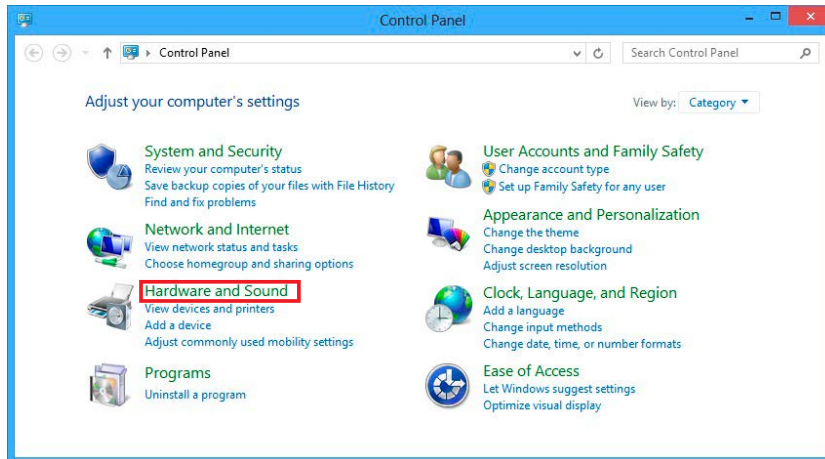 Control Panel
Control Panel
Search Control Panel
Adjust your computer's settings
View by: Category
System and Security
Review your computer's status
Save backup copies of your files with File History
Find and fix problems
Network and Internet
View network status and tasks
Choose homegroup and sharing options
Hardware and Sound
View devices and printers
Add a device
Adjust commonly used mobility settings
Programs
Uninstall a program
User Accounts and Family Safety
Change account type
Set up Family Safety for any user
Appearance and Personalization
Change the theme
Change desktop background
Adjust screen resolution
Clock, Language, and Region
Add a language
Change input methods
Change date, time, or number formats
Ease of Access
Let Windows suggest settings
Optimize visual display